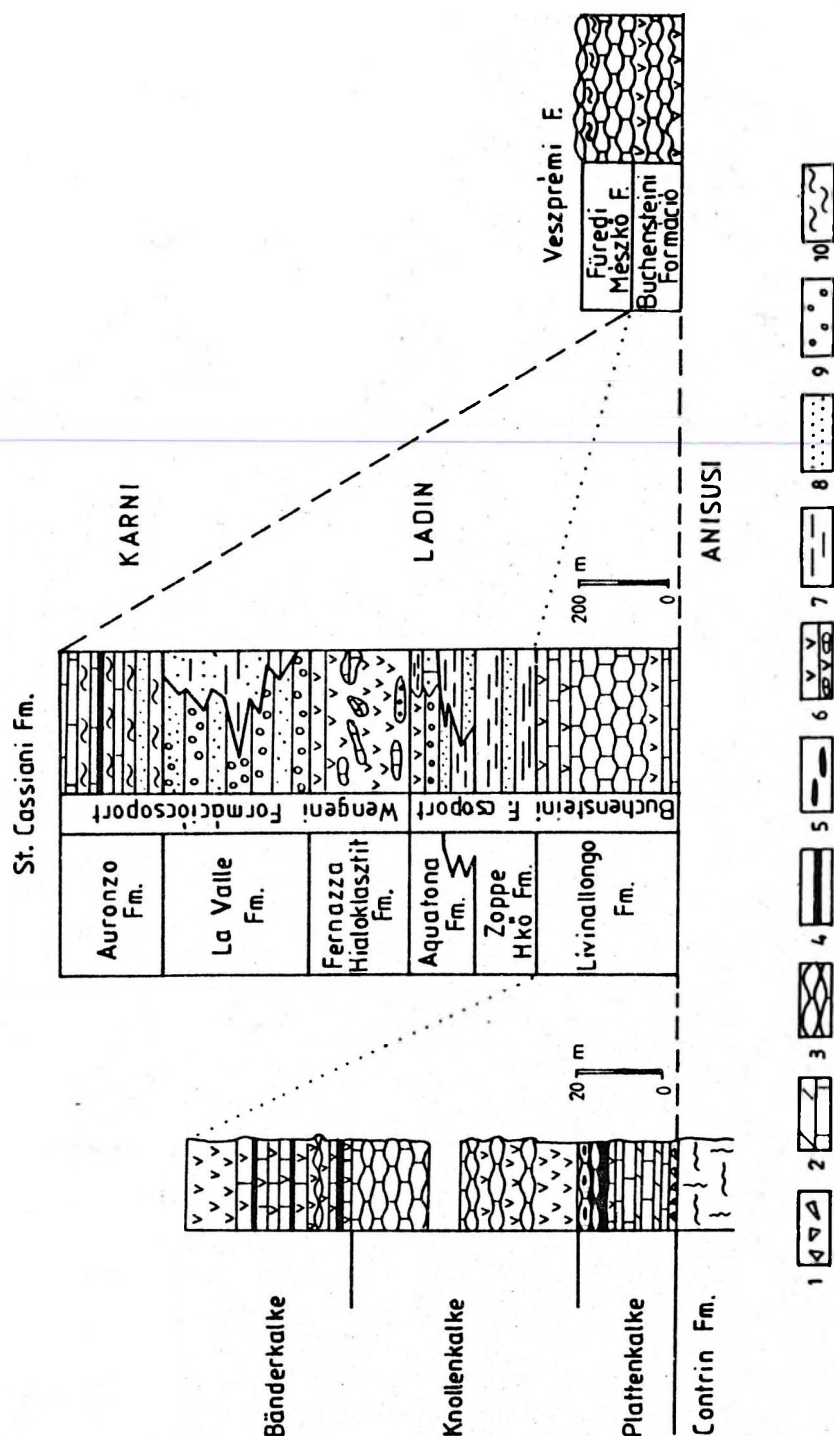 Bänderkalke
Knollenkalke
Plattenkalke
Contrin Fm.
20 m
0
St. Cassiani Fm.
Auronzo
Fm.
La Valle
Fm.
Fernazza
Hialoklasztit
Fm.
Aquatona
Fm.
Zoppe
Hkő Fm.
Livinallongo
Fm.
Wengeni Formációcsoport
Buchensteini F. csoport
KARNI
LADIN
ANISUSI
200 m
0
Veszprémi F.
Füredi
Mészkő F.
Buchensteini
Formáció
1
2
3
4
5
6
7
8
9
10